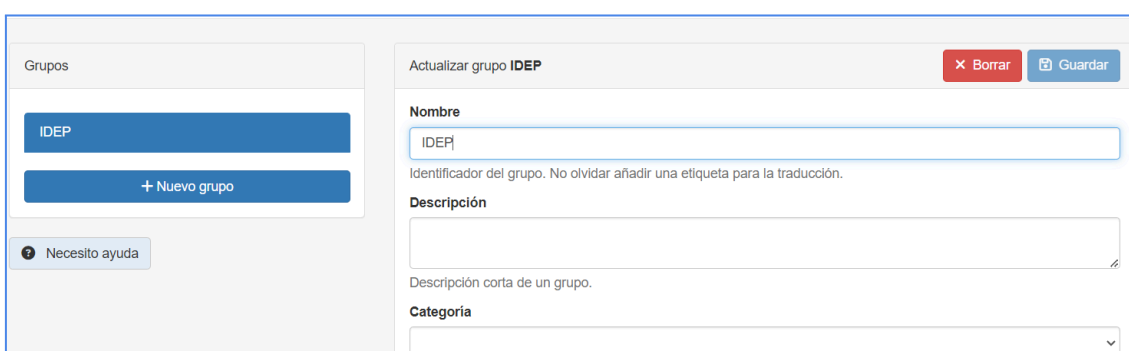 Grupos
IDEP
+ Nuevo grupo
Necesito ayuda
Actualizar grupo IDEP
Borrar
Guardar
Nombre
IDEP
Identificador del grupo. No olvidar añadir una etiqueta para la traducción.
Descripción
Descripción corta de un grupo.
Categoría